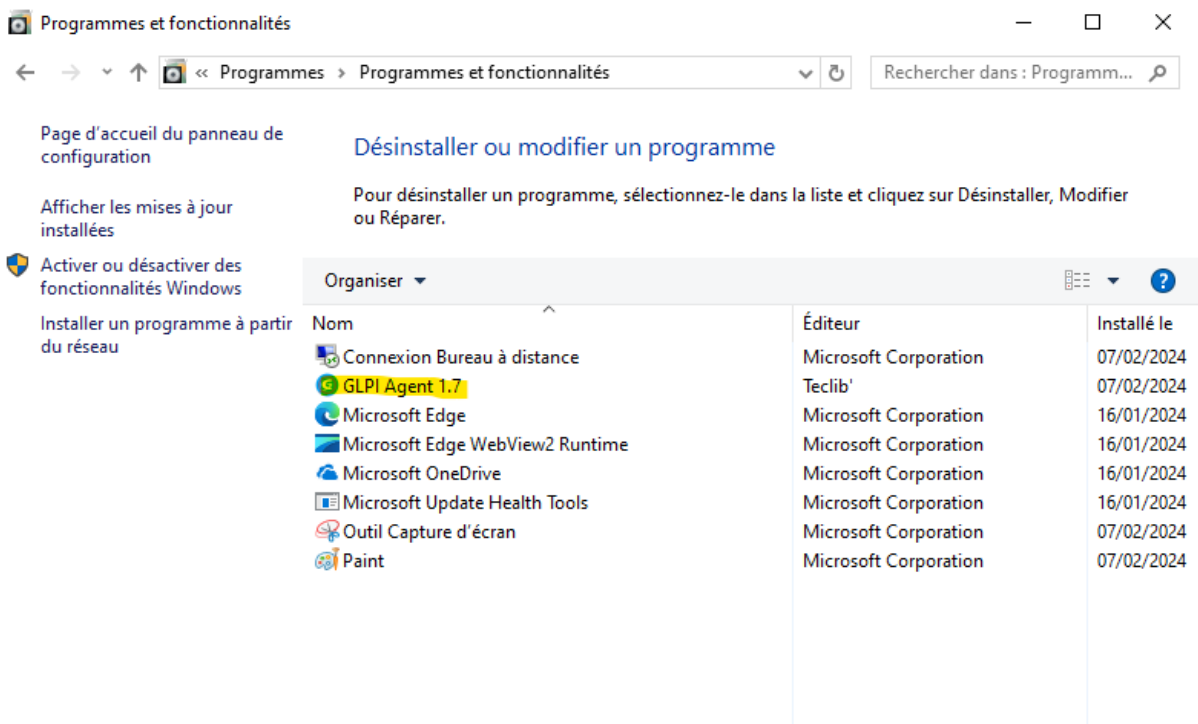 Programmes et fonctionnalités
« Programmes › Programmes et fonctionnalités
Rechercher dans : Programm...
Page d’accueil du panneau de
configuration
Afficher les mises à jour
installées
Activer ou désactiver des
fonctionnalités Windows
Installer un programme à partir
du réseau
Désinstaller ou modifier un programme
Pour désinstaller un programme, sélectionnez-le dans la liste et cliquez sur Désinstaller, Modifier
ou Réparer.
Organiser
Nom Éditeur Installé le
Connexion Bureau à distance Microsoft Corporation 07/02/2024
GLPI Agent 1.7 Teclib' 07/02/2024
Microsoft Edge Microsoft Corporation 16/01/2024
Microsoft Edge WebView2 Runtime Microsoft Corporation 16/01/2024
Microsoft OneDrive Microsoft Corporation 16/01/2024
Microsoft Update Health Tools Microsoft Corporation 16/01/2024
Outil Capture d’écran Microsoft Corporation 07/02/2024
Paint Microsoft Corporation 07/02/2024